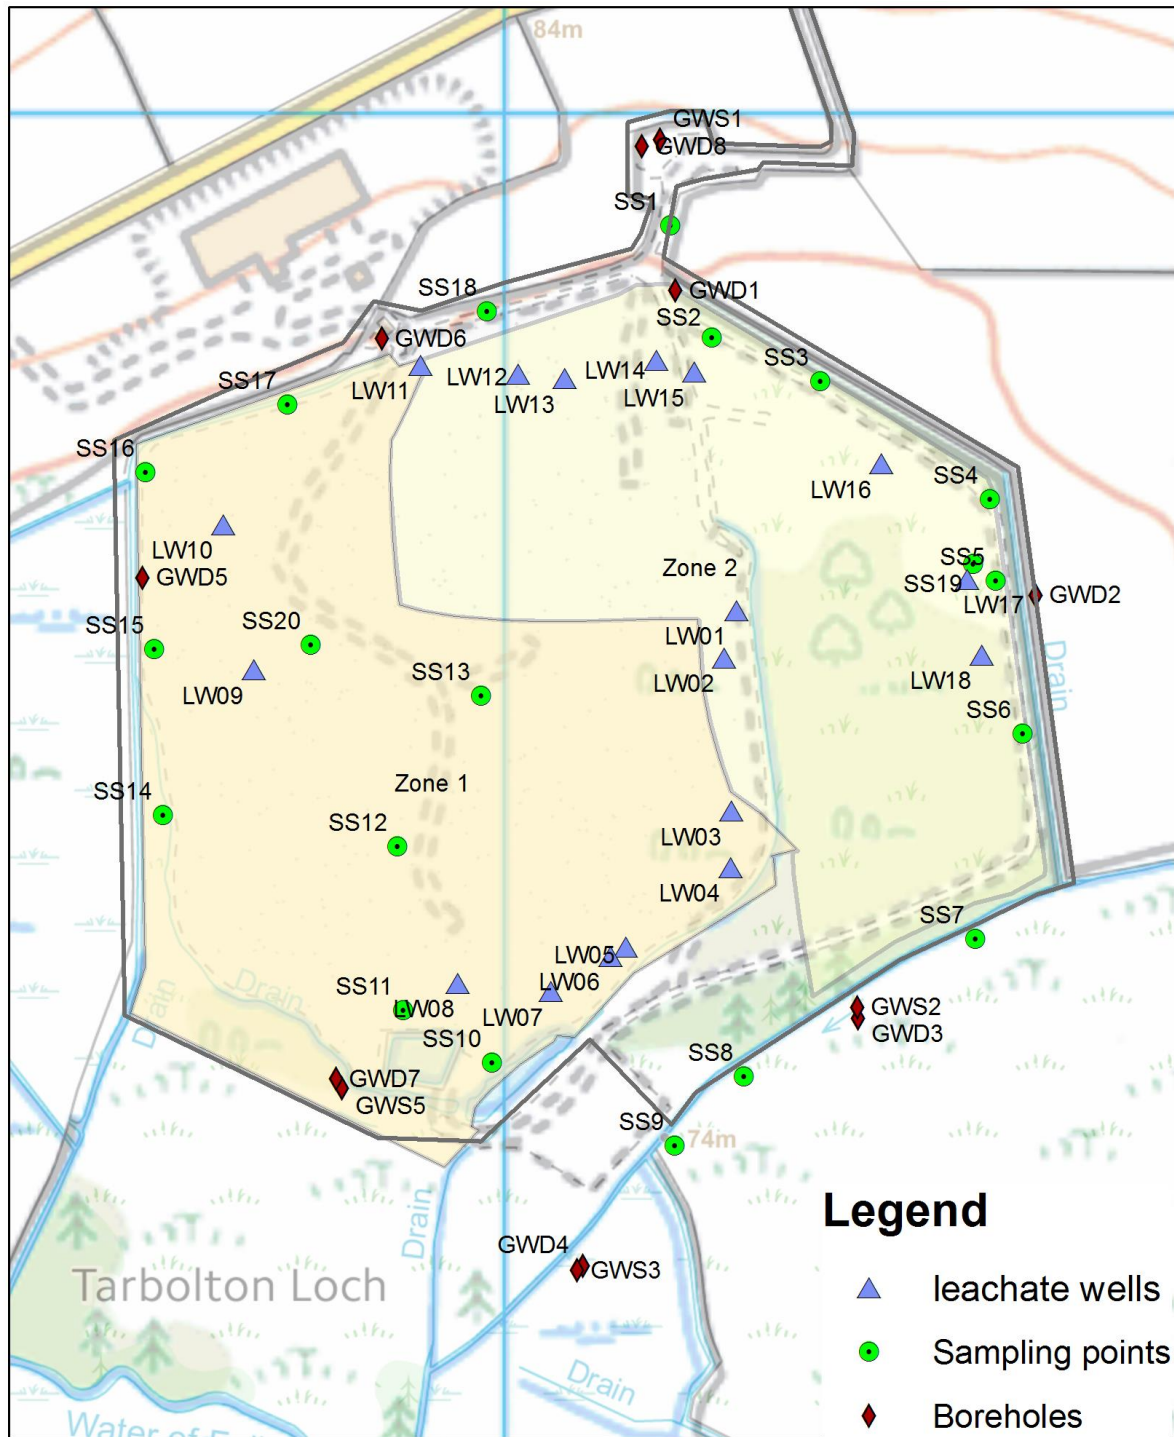 84m
GWS1
GWD8
SS1
GWD1
SS18
SS2
GWD6
SS3
LW14
LW12
LW11
LW15
LW13
SS17
SS16
LW16
SS4
LW10
SS5
Zone 2
GWD5
SS19
GWD2
LW17
SS15
SS20
LW01
Drain
LW02
LW18
SS13
LW09
SS6
Zone 1
SS14
SS12
LW03
LW04
SS7
LW05
LW06
SS11
Drain
Drain
LW08
LW07
GWS2
GWD3
SS10
SS8
GWD7
GWS5
SS9
74m
Drain
GWD4
GWS3
Tarbolton Loch
Drain
Water of
Legend
leachate wells
Sampling points
Boreholes